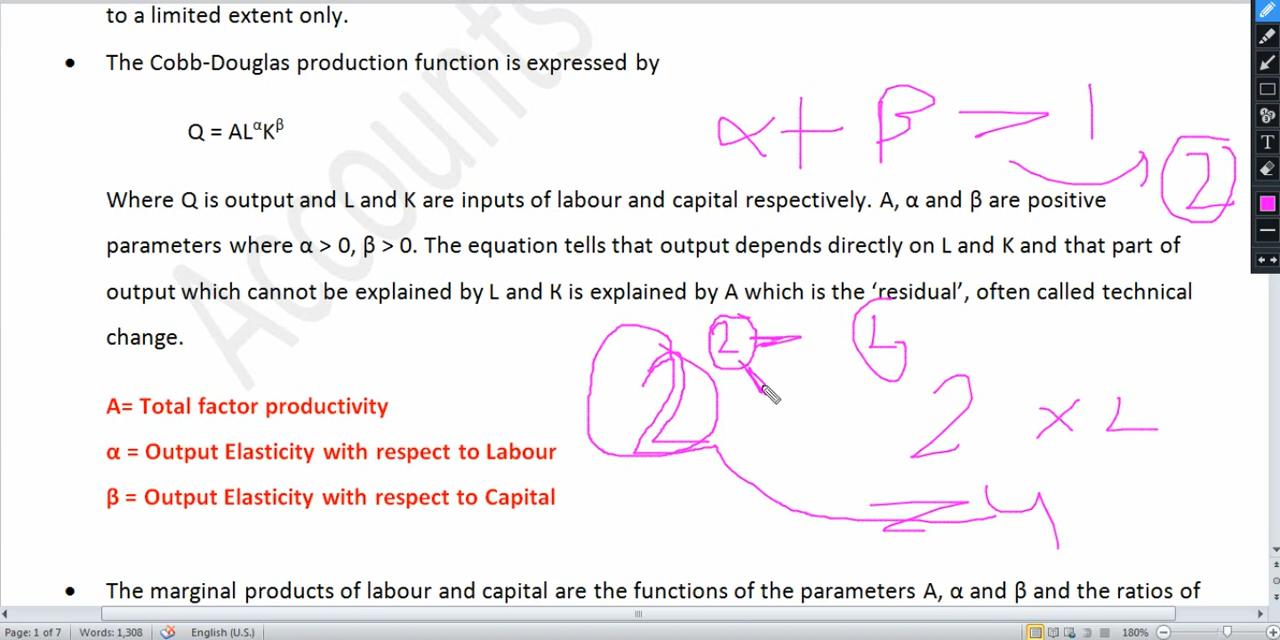 to a limited extent only.
• The Cobb-Douglas production function is expressed by
Q = AL^αK^β
α + β = 1
2
Where Q is output and L and K are inputs of labour and capital respectively. A, α and β are positive
parameters where α > 0, β > 0. The equation tells that output depends directly on L and K and that part of
output which cannot be explained by L and K is explained by A which is the ‘residual’, often called technical
change.
2 2 = L
2 × L
= 4
A= Total factor productivity
α = Output Elasticity with respect to Labour
β = Output Elasticity with respect to Capital
• The marginal products of labour and capital are the functions of the parameters A, α and β and the ratios of
Accounts
T
Page: 1 of 7 Words: 1,308 English (U.S.) 180%